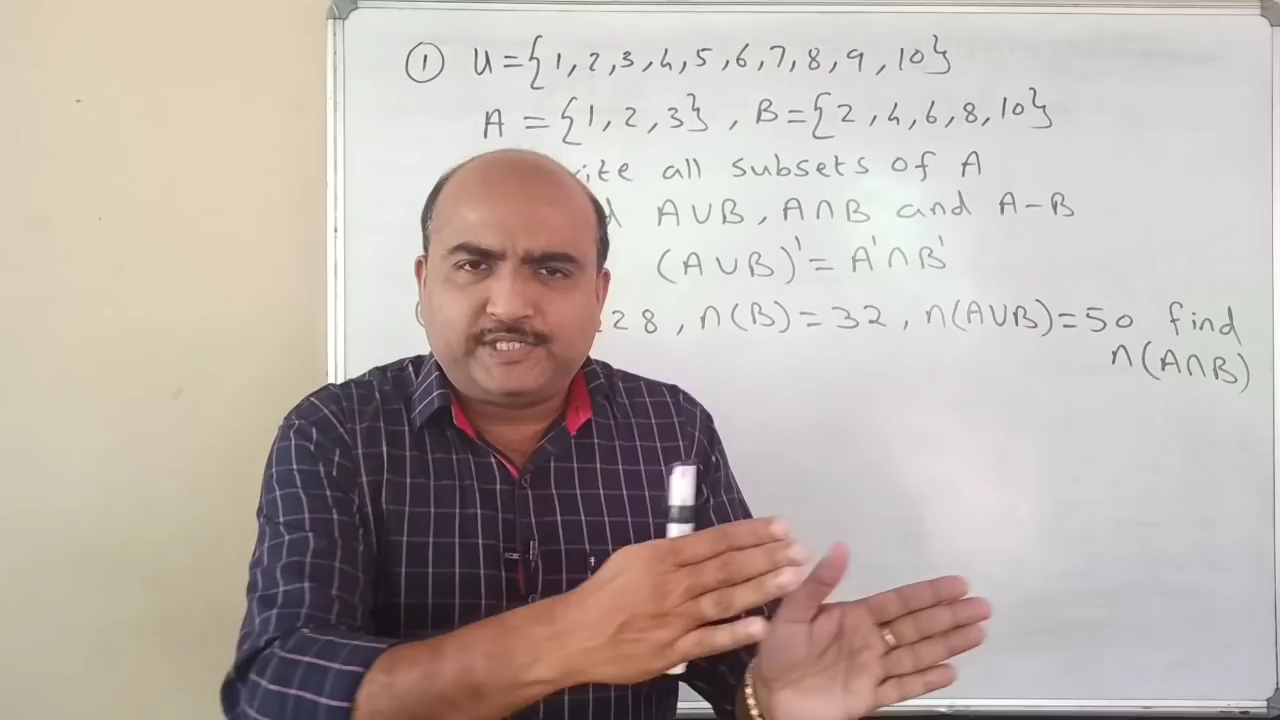 ① U={1,2,3,4,5,6,7,8,9,10}
A={1,2,3}, B={2,4,6,8,10}
all subsets of A
A∪B, A∩B and A-B
(A∪B)'=A'∩B'
28, n(B)=32, n(A∪B)=50 find
n(A∩B)